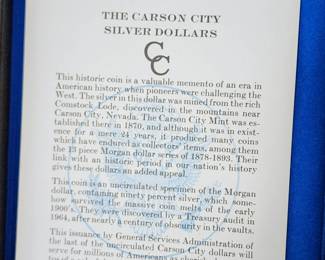 THE CARSON CITY
SILVER DOLLARS
CC
This historic coin is a valuable memento of an era in
American history when pioneers were challenging the
West. The silver in this dollar was mined from the rich
Comstock Lode, discovered in the mountains near
Carson City, Nevada. The Carson City Mint was es-
tablished there in 1870, and although it was in exist-
ence for a mere 24 years, it produced many coins
which have endured as collectors' items, among them
the 13 piece Morgan dollar series of 1878-1893. Their
link with an historic period in our nation's history
gives these dollars an added appeal.
This coin is an uncirculated specimen of the Morgan
dollar, containing ninety percent silver, which some-
how survived the massive coin melts of the early
1900's. They were discovered by a Treasury audit in
1964, after nearly a century of obscurity in the vaults.
This issuance by General Services Administration of
the last of the uncirculated Carson City dollars will
serve for millions of Americans as